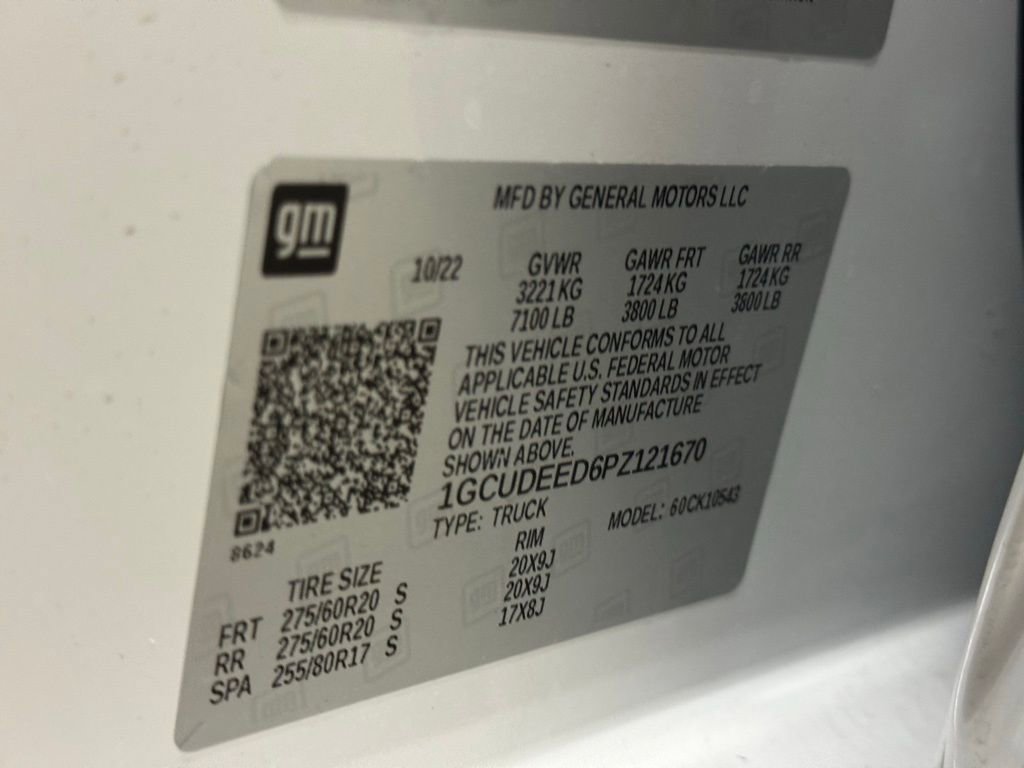 gm
MFD BY GENERAL MOTORS LLC
10/22 GVWR GAWR FRT GAWR RR
3221 KG 1724 KG 1724 KG
7100 LB 3800 LB 3800 LB
THIS VEHICLE CONFORMS TO ALL
APPLICABLE U.S. FEDERAL MOTOR
VEHICLE SAFETY STANDARDS IN EFFECT
ON THE DATE OF MANUFACTURE
SHOWN ABOVE.
1GCUDEED6PZ121670
TYPE: TRUCK MODEL: 60CK10543
8624
TIRE SIZE RIM
FRT 275/60R20 S 20X9J
RR 275/60R20 S 20X9J
SPA 255/80R17 S 17X8J